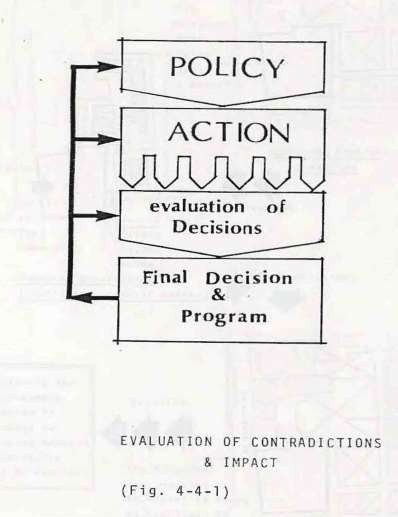 POLICY
ACTION
evaluation of
Decisions
Final Decision
&
Program
EVALUATION OF CONTRADICTIONS
& IMPACT
(Fig. 4-4-1)